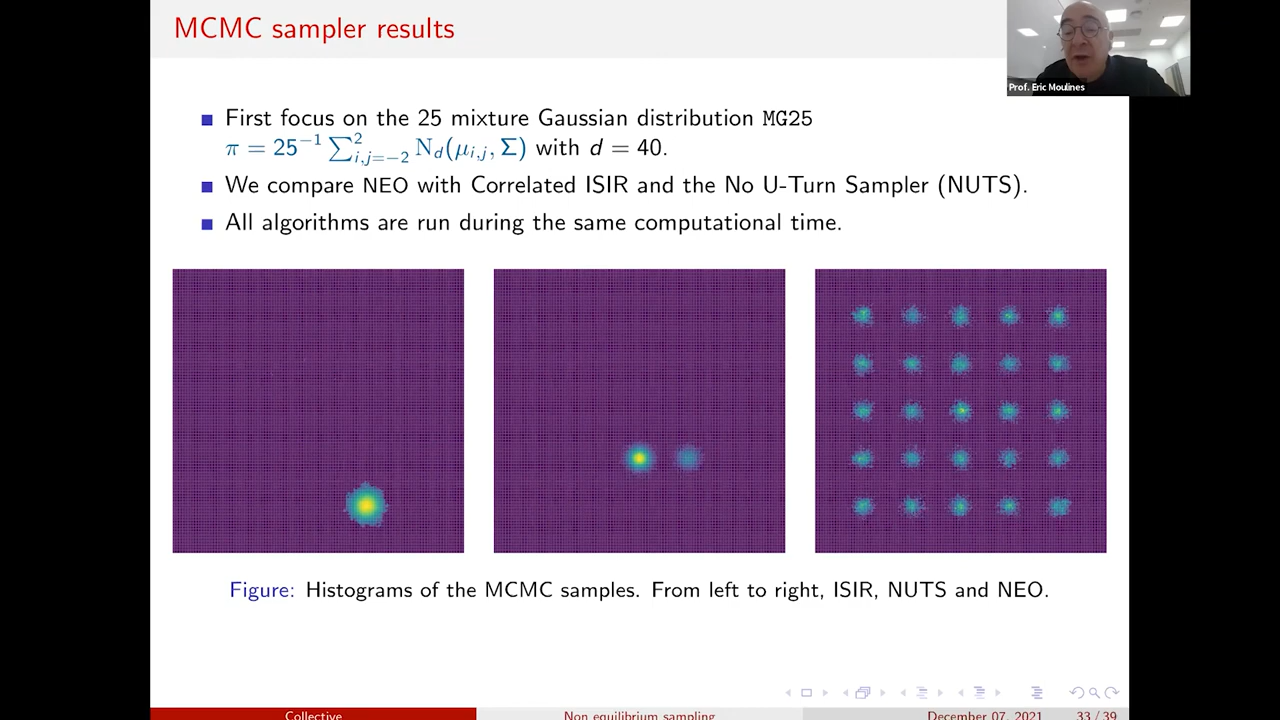 MCMC sampler results
Prof. Eric Moulines
First focus on the 25 mixture Gaussian distribution MG25
π = 25⁻¹ ∑²ᵢ,ⱼ₌₋₂ N_d(μᵢ,ⱼ, Σ) with d = 40.
We compare NEO with Correlated ISIR and the No U-Turn Sampler (NUTS).
All algorithms are run during the same computational time.
Figure: Histograms of the MCMC samples. From left to right, ISIR, NUTS and NEO.
Collective Non equilibrium sampling December 07, 2021 33 / 39